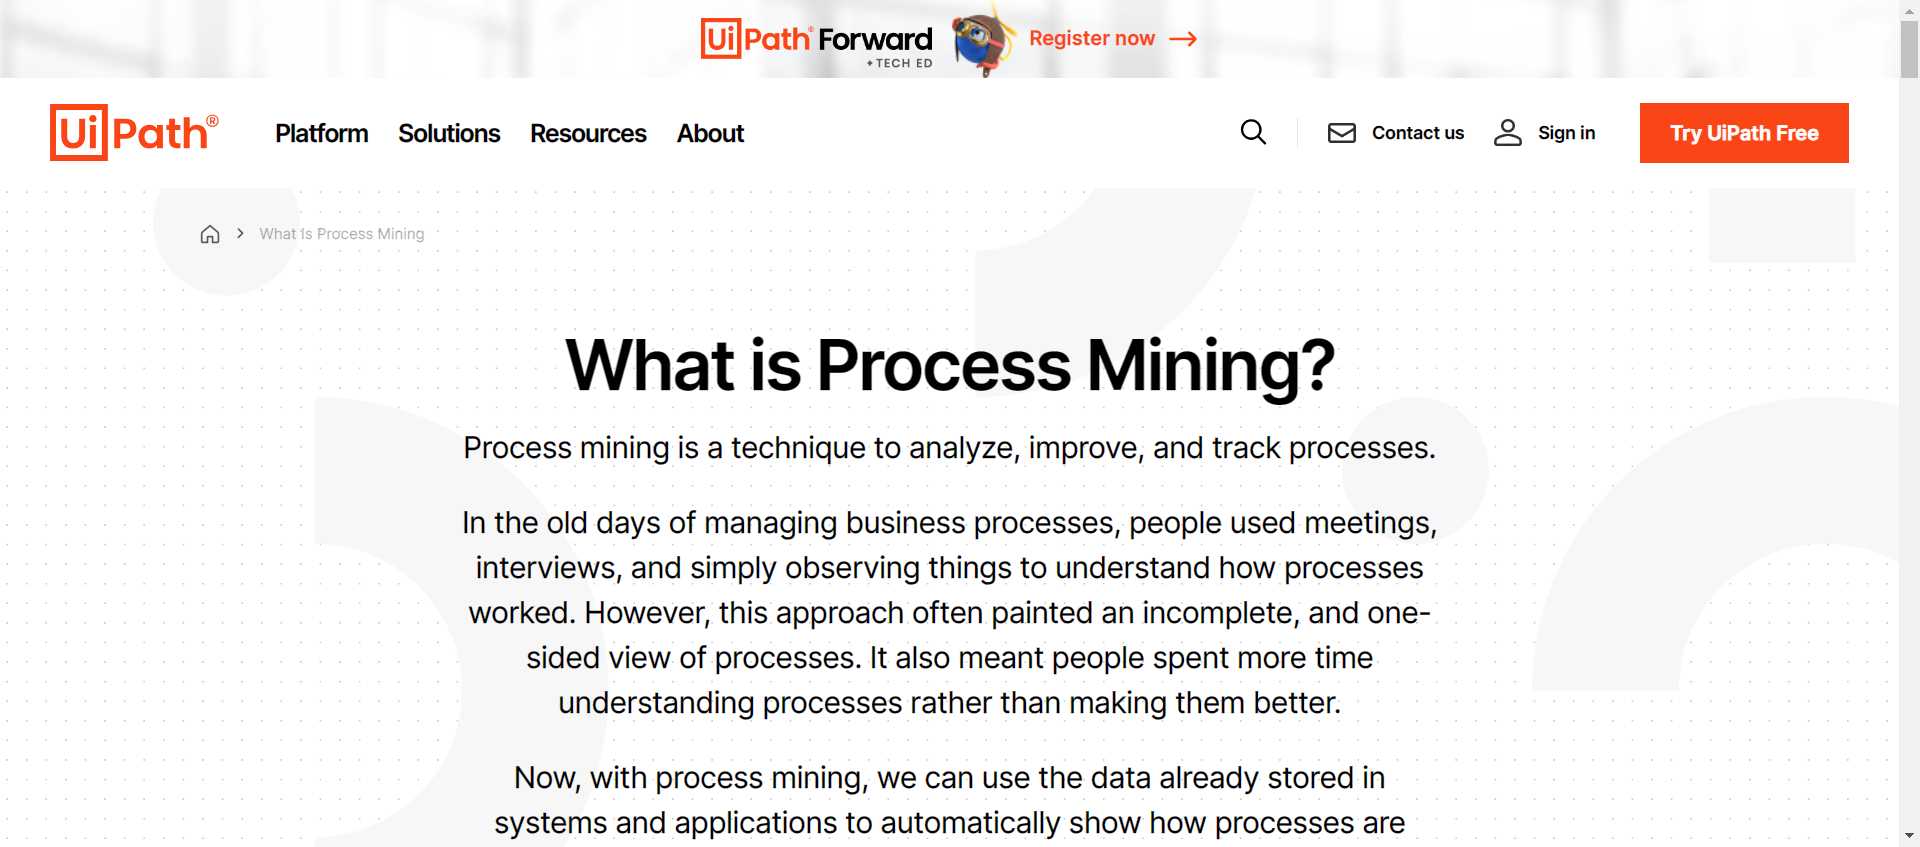 UiPath® Forward
+ TECH ED
Register now
UiPath®
Platform
Solutions
Resources
About
Contact us
Sign in
Try UiPath Free
What Is Process Mining
What is Process Mining?
Process mining is a technique to analyze, improve, and track processes.
In the old days of managing business processes, people used meetings,
interviews, and simply observing things to understand how processes
worked. However, this approach often painted an incomplete, and one-
sided view of processes. It also meant people spent more time
understanding processes rather than making them better.
Now, with process mining, we can use the data already stored in
systems and applications to automatically show how processes are